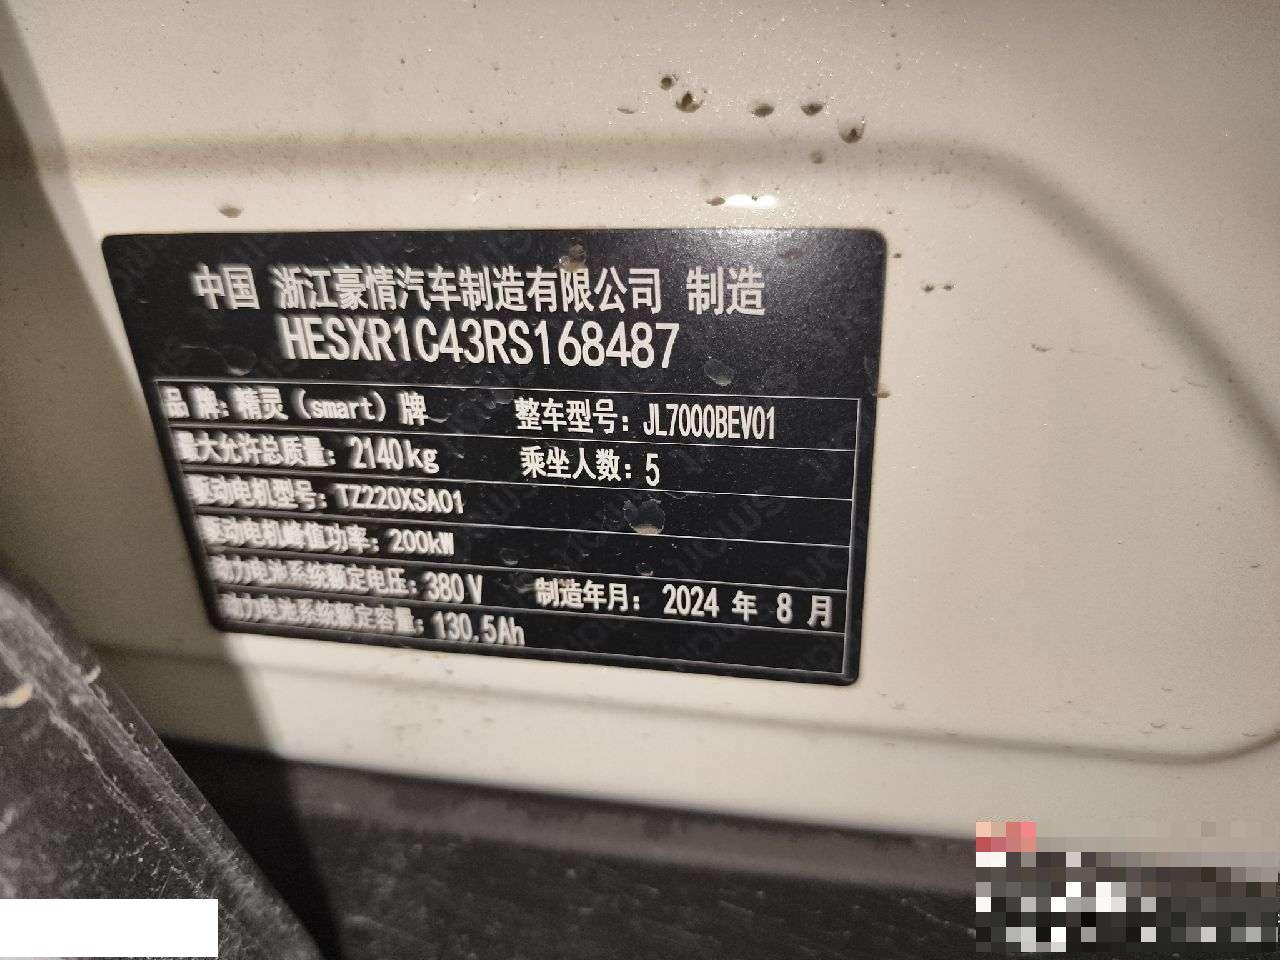 中国 浙江豪情汽车制造有限公司 制造
HESXR1C43RS168487
品牌:精灵(smart)牌 整车型号:JL7000BEV01
最大允许总质量:2140kg 乘坐人数:5
驱动电机型号:TZ220XSA01
驱动电机峰值功率:200kW
动力电池系统额定电压:380V 制造年月:2024年8月
动力电池系统额定容量:130.5Ah